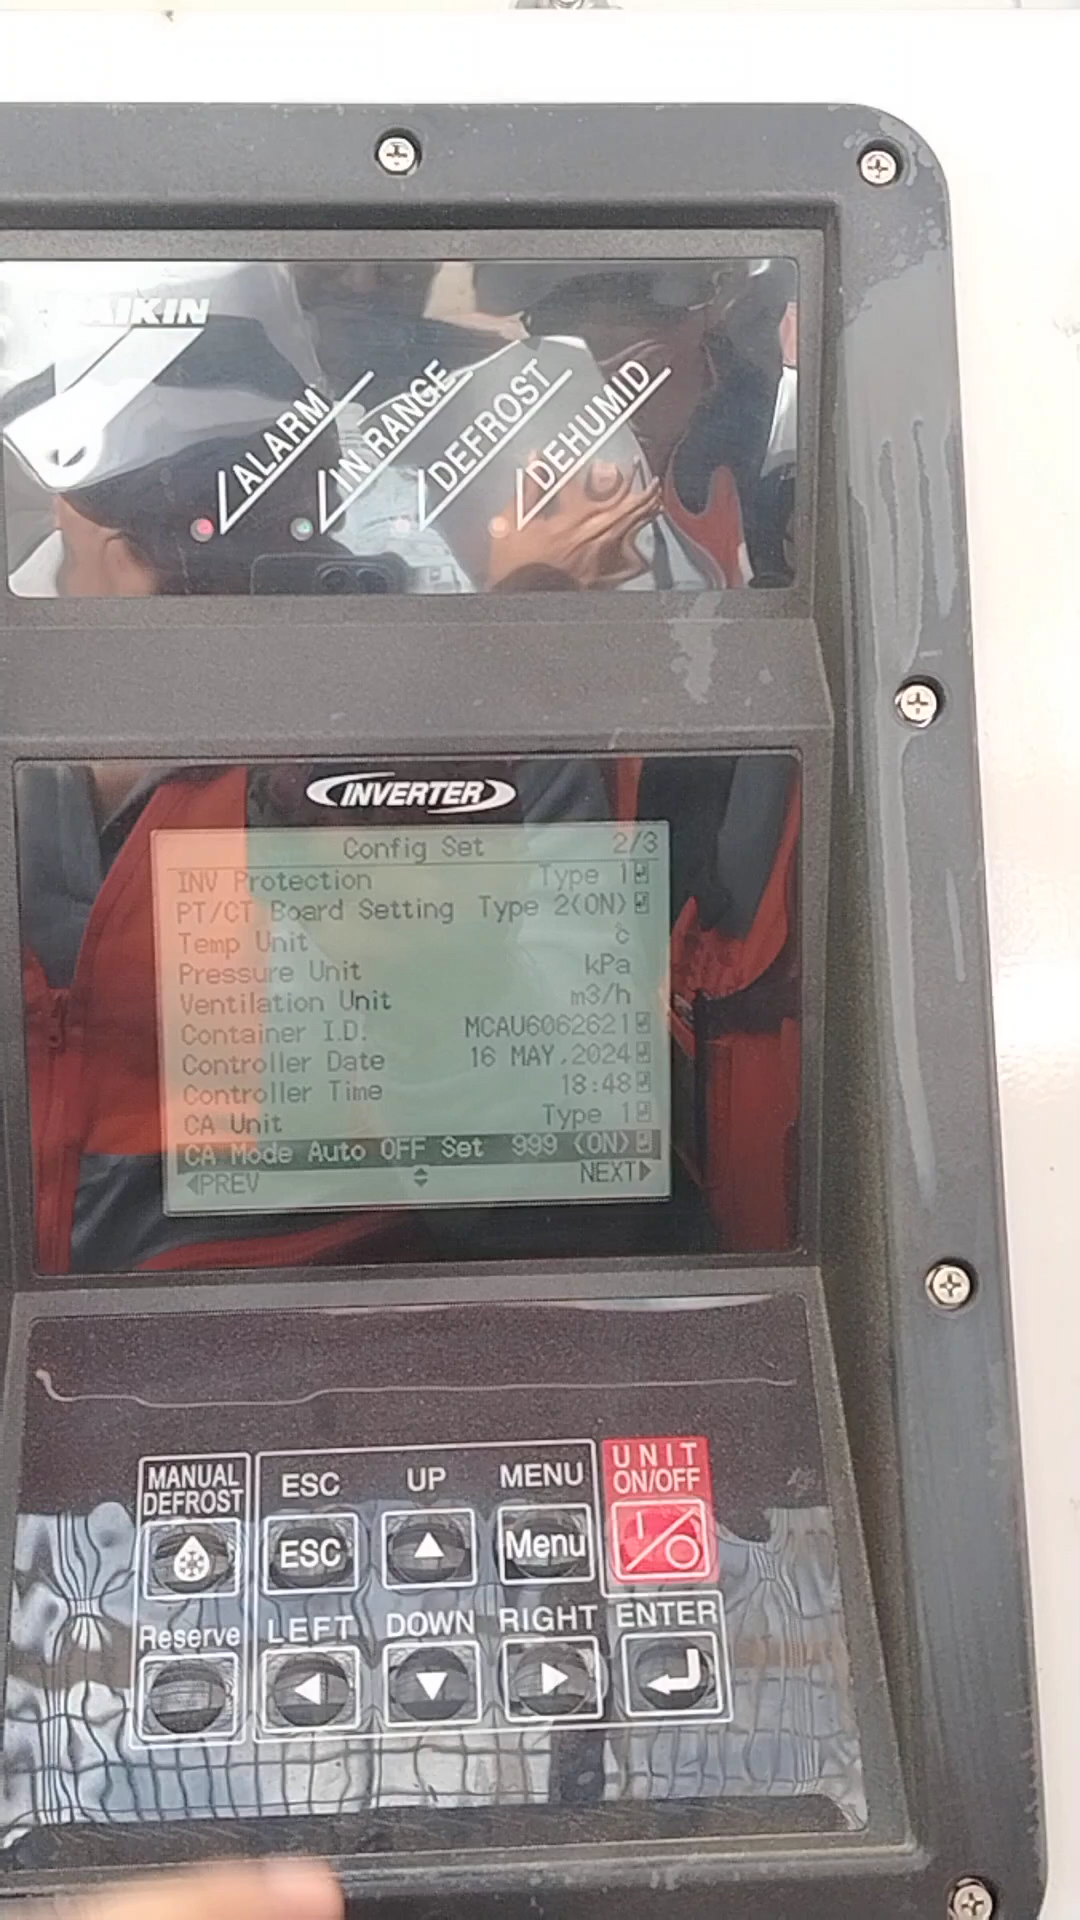 DAIKIN
ALARM
IN RANGE
DEFROST
DEHUMID
INVERTER
Config Set 2/3
INV Protection Type 1
PT/CT Board Setting Type 2(ON)
Temp Unit °C
Pressure Unit kPa
Ventilation Unit m3/h
Container I.D. MCAU6062621
Controller Date 16 MAY.2024
Controller Time 18:48
CA Unit Type 1
CA Mode Auto OFF Set 999 (ON)
◀PREV NEXT▶
MANUAL DEFROST
ESC UP MENU
UNIT ON/OFF
ESC Menu
Reserve LEFT DOWN RIGHT ENTER